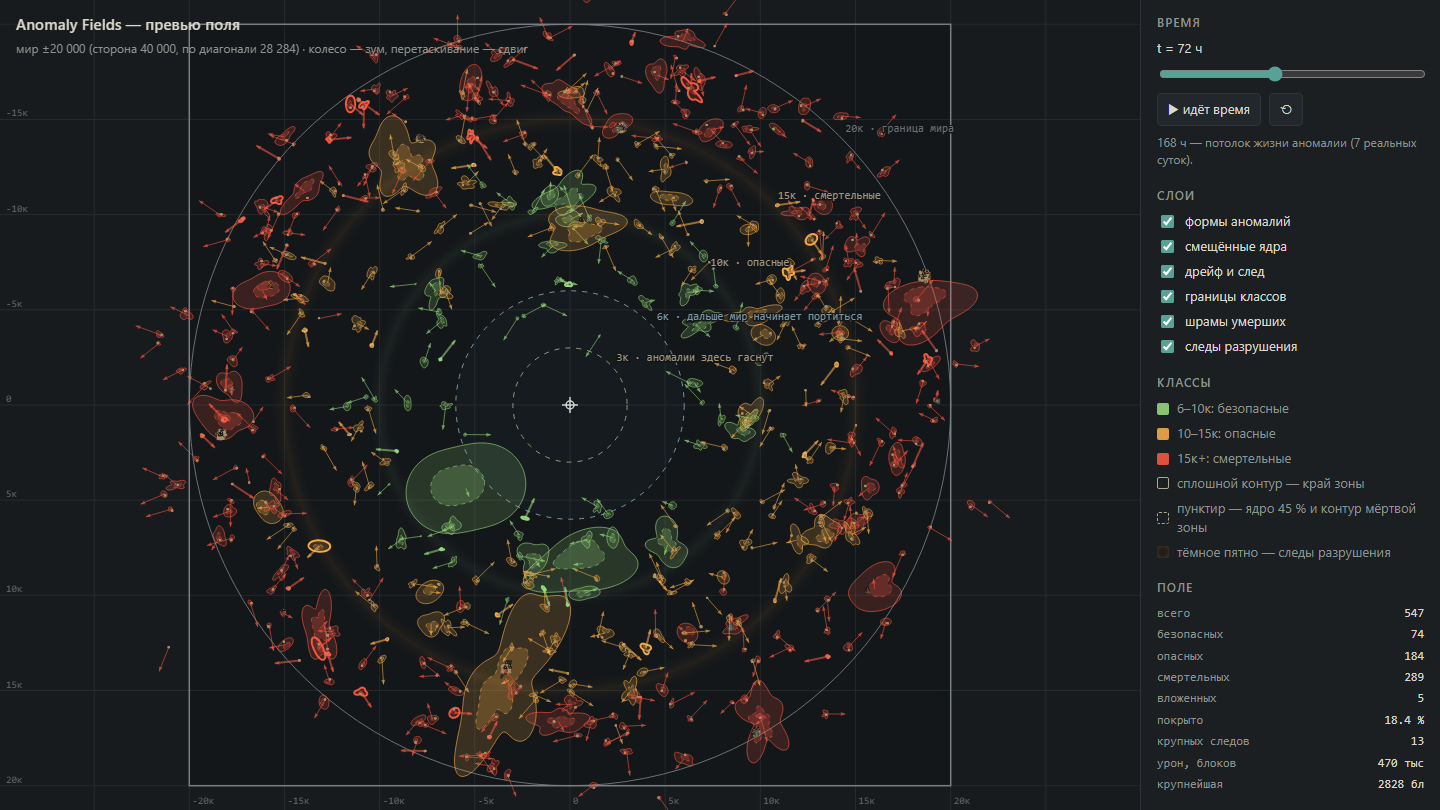 Anomaly Fields — превью поля
мир ±20 000 (сторона 40 000, по диагонали 28 284) · колесо — зум, перетаскивание — сдвиг
20к · граница мира
15к · смертельные
10к · опасные
6к · дальше мир начинает портиться
3к · аномалии здесь гаснут
-15к
-10к
-5к
0
5к
10к
15к
20к
-20к
-15к
-10к
-5к
0
5к
10к
15к
20к
ВРЕМЯ
t = 72 ч
▶ идёт время
⟲
168 ч — потолок жизни аномалии (7 реальных
суток).
СЛОИ
формы аномалий
смещённые ядра
дрейф и след
границы классов
шрамы умерших
следы разрушения
КЛАССЫ
6–10к: безопасные
10–15к: опасные
15к+: смертельные
сплошной контур — край зоны
пунктир — ядро 45 % и контур мёртвой
зоны
тёмное пятно — следы разрушения
ПОЛЕ
всего 547
безопасных 74
опасных 184
смертельных 289
вложенных 5
покрыто 18.4 %
крупных следов 13
урон, блоков 470 тыс
крупнейшая 2828 бл